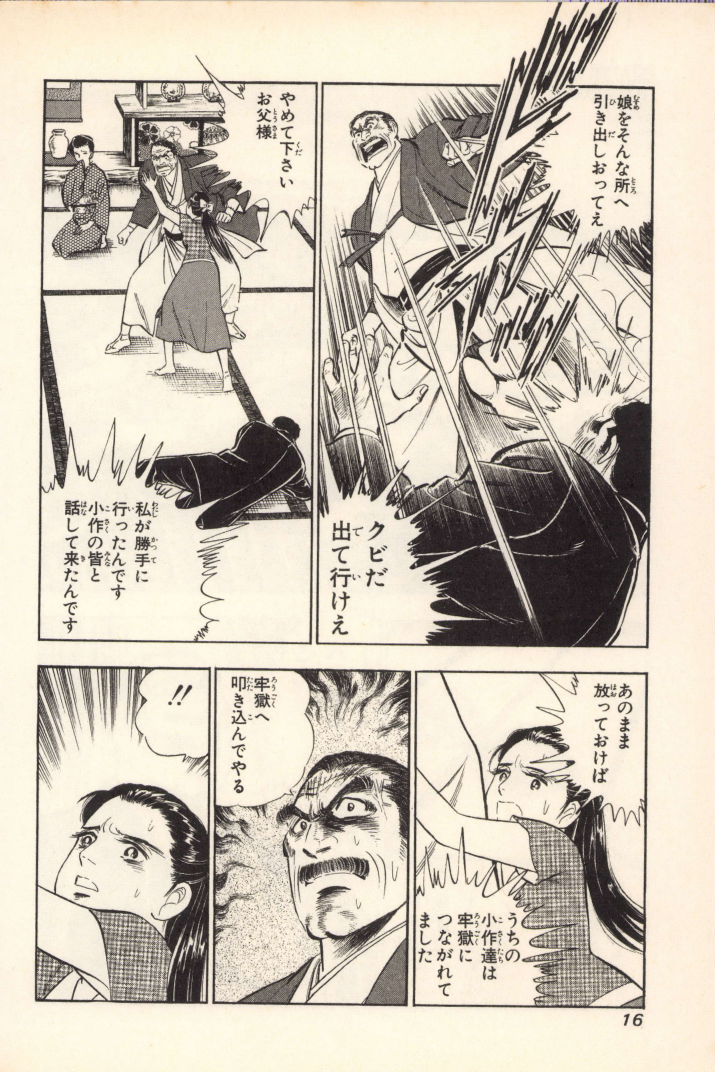 娘をそんな所へ
引き出しおってえ
クビだ
出て行けえ
やめて下さい
お父様
私が勝手に
行ったんです
小作の皆と
話して来たんです
あのまま
放っておけば
うちの
小作達は
牢獄に
つながれて
ました
牢獄へ
叩き込んでやる
!!
16